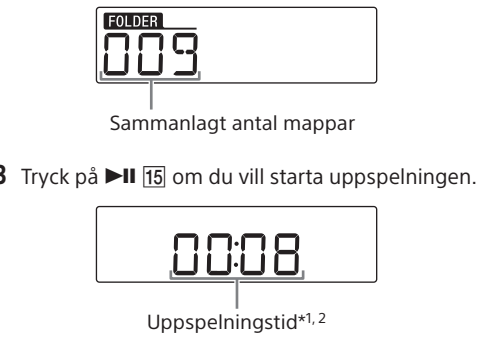 FOLDER
009
Sammanlagt antal mappar
3 Tryck på ►II 15 om du vill starta uppspelningen.
00:08
Uppspelningstid*1, 2